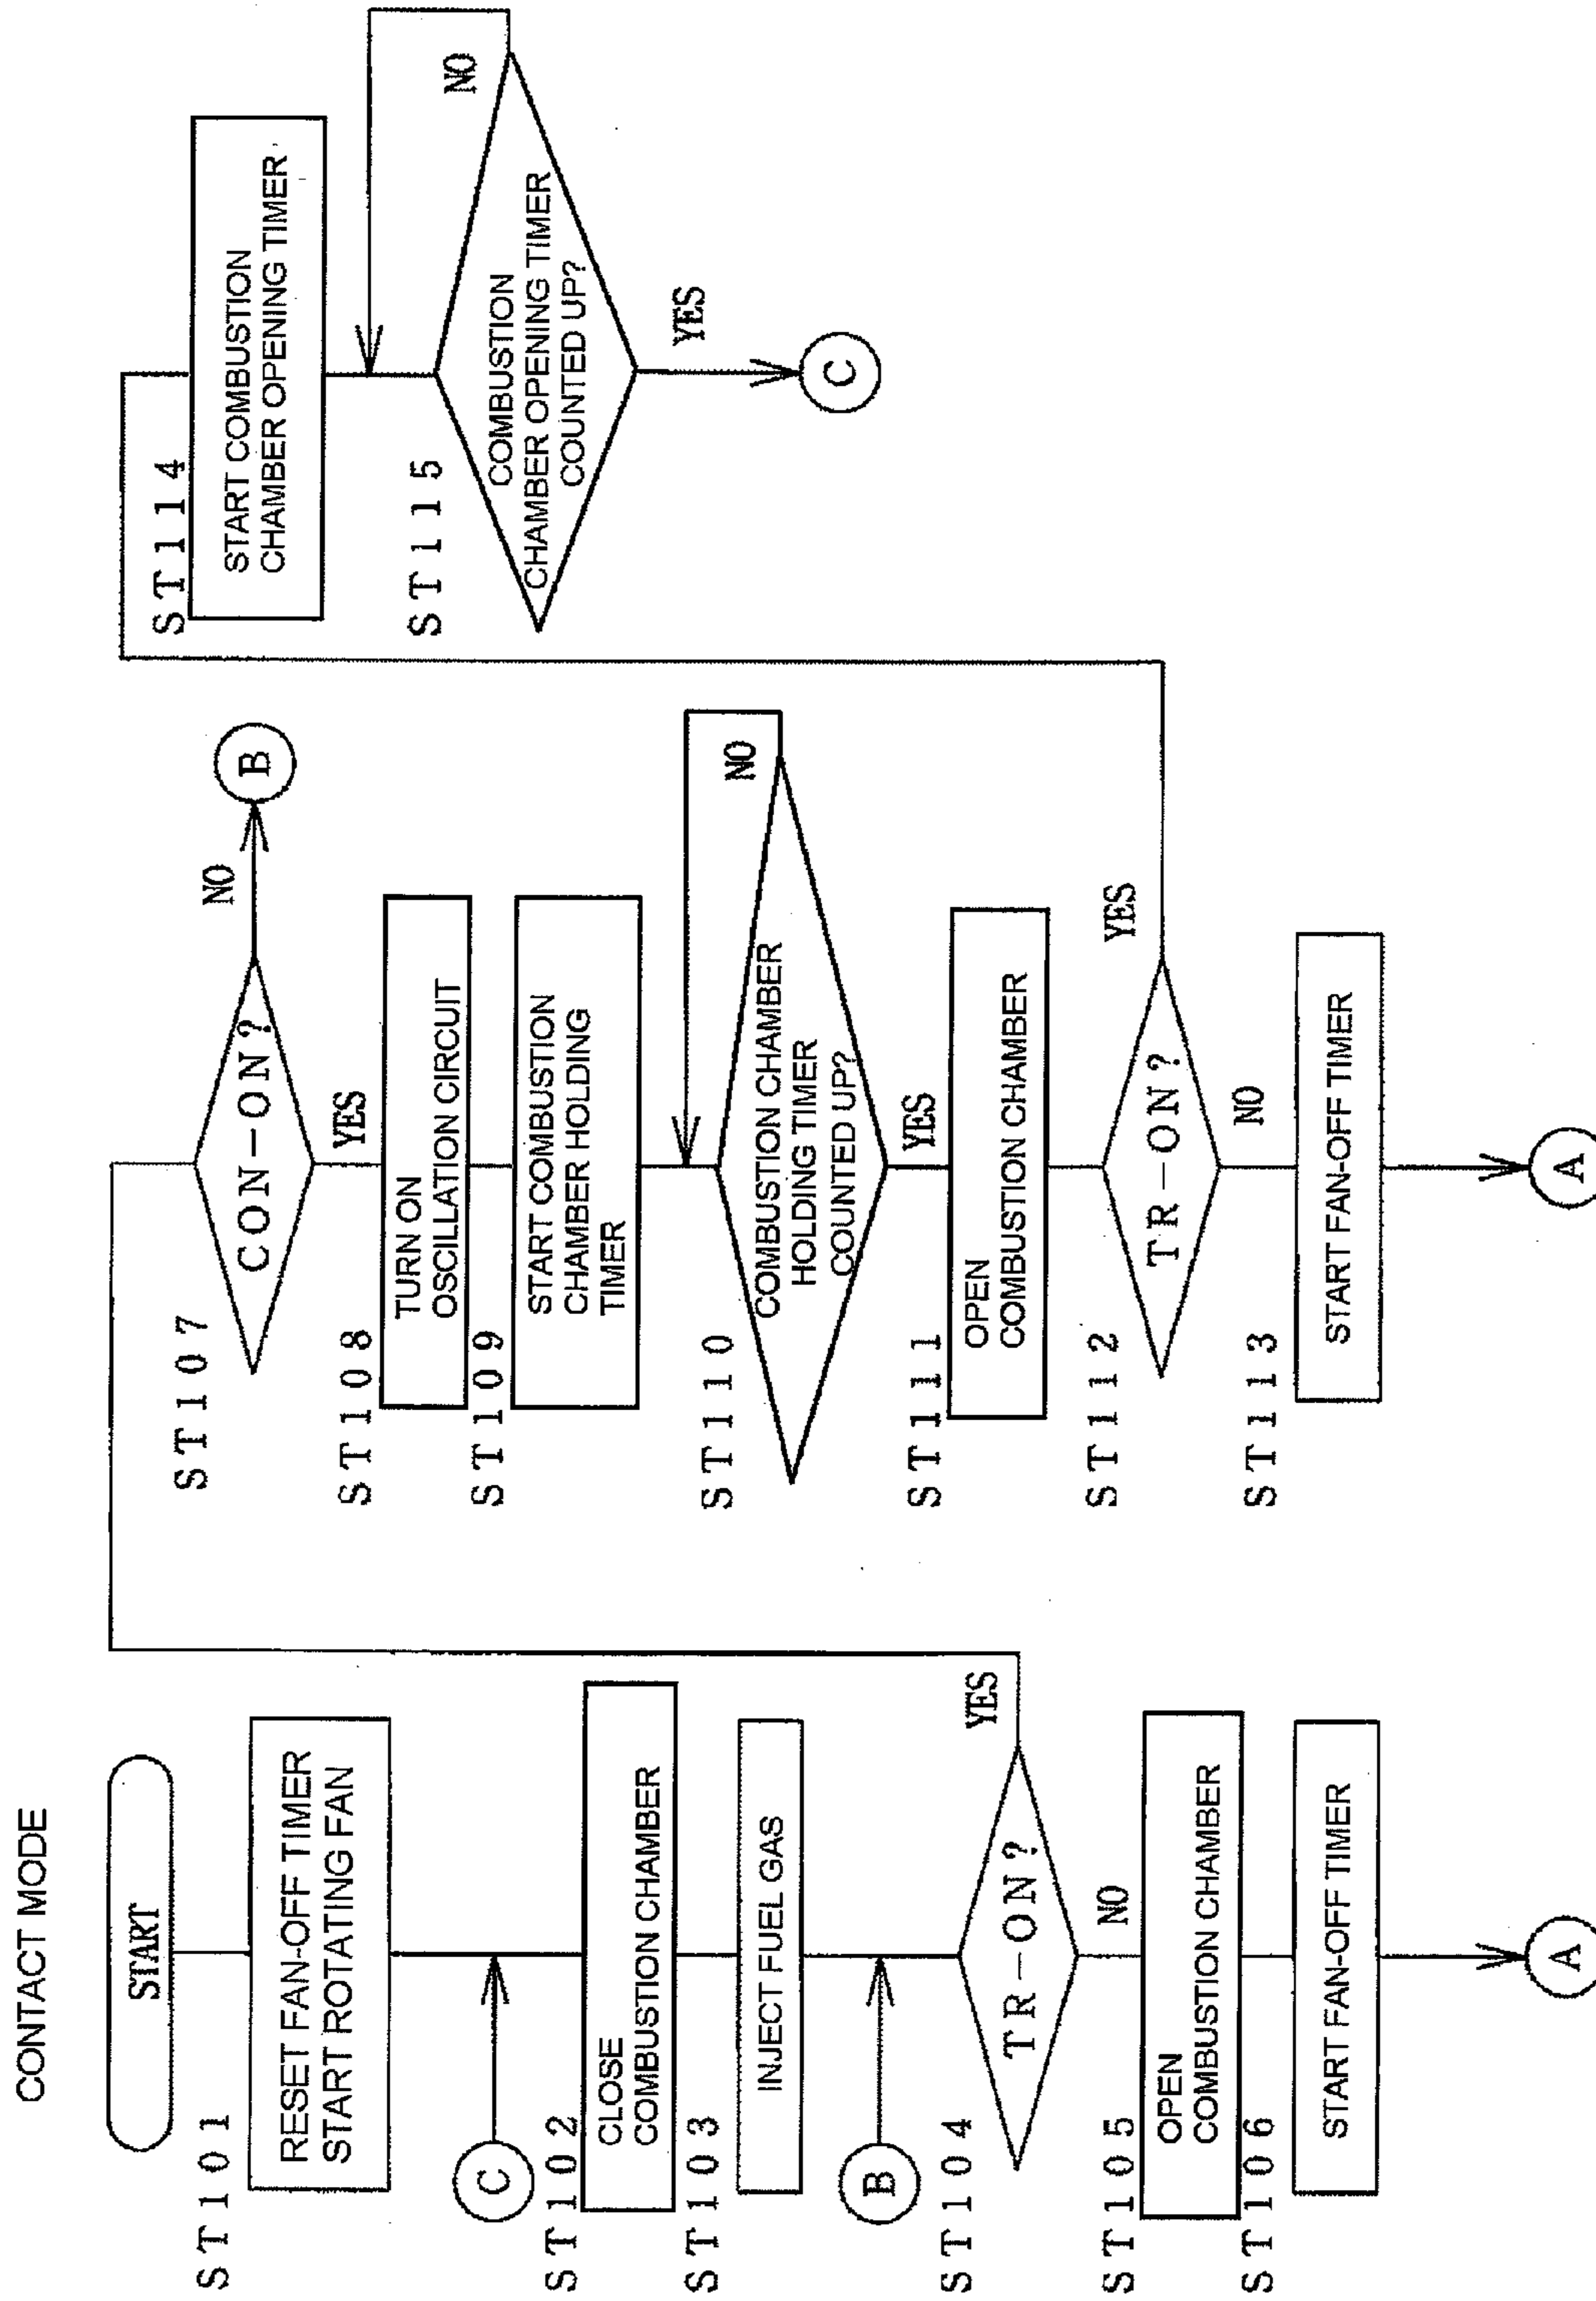 CONTACT MODE
START
ST101
RESET FAN-OFF TIMER
START ROTATING FAN
C
ST102
CLOSE
COMBUSTION CHAMBER
ST103
INJECT FUEL GAS
B
ST104
TR-ON?
YES
NO
ST105
OPEN
COMBUSTION CHAMBER
ST106
START FAN-OFF TIMER
A
ST107
CON-ON?
NO
B
YES
ST108
TURN ON
OSCILLATION CIRCUIT
ST109
START COMBUSTION
CHAMBER HOLDING
TIMER
ST110
COMBUSTION CHAMBER
HOLDING TIMER
COUNTED UP?
NO
YES
ST111
OPEN
COMBUSTION CHAMBER
ST112
TR-ON?
YES
NO
ST113
START FAN-OFF TIMER
A
ST114
START COMBUSTION
CHAMBER OPENING TIMER
ST115
COMBUSTION
CHAMBER OPENING TIMER
COUNTED UP?
NO
YES
C